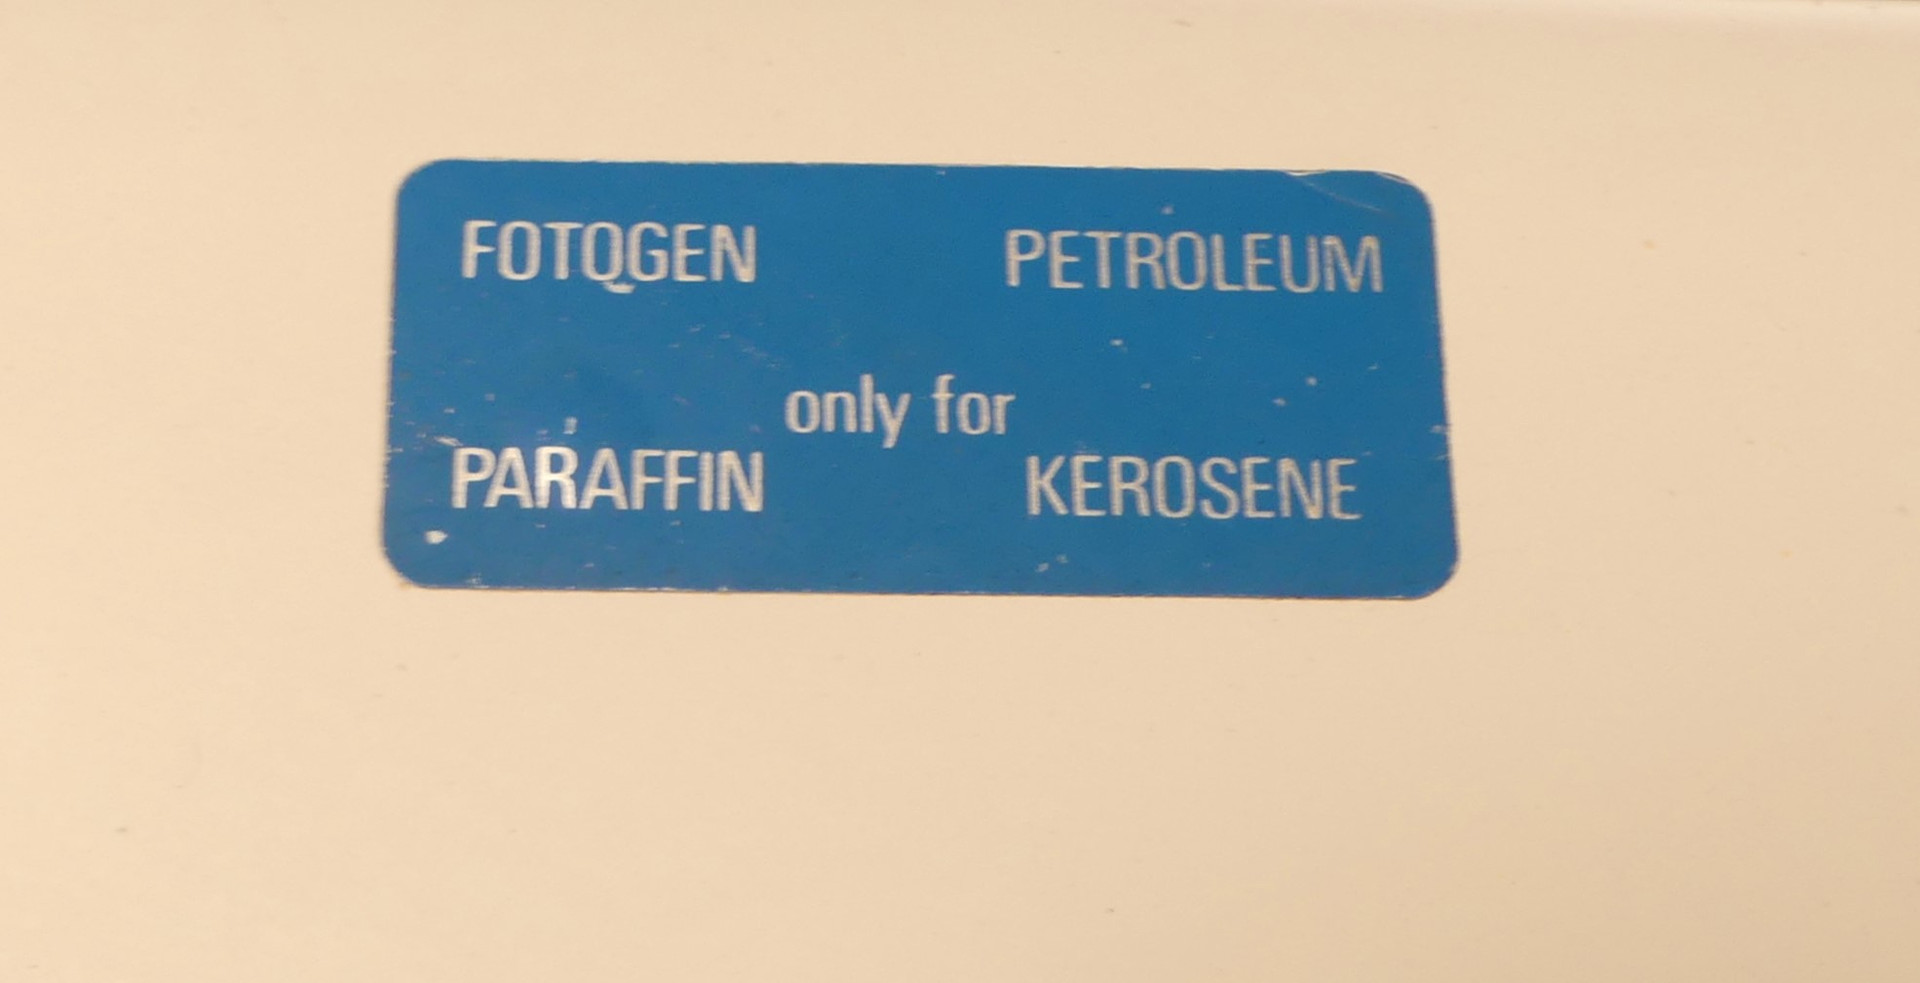 FOTOGEN PETROLEUM
only for
PARAFFIN KEROSENE